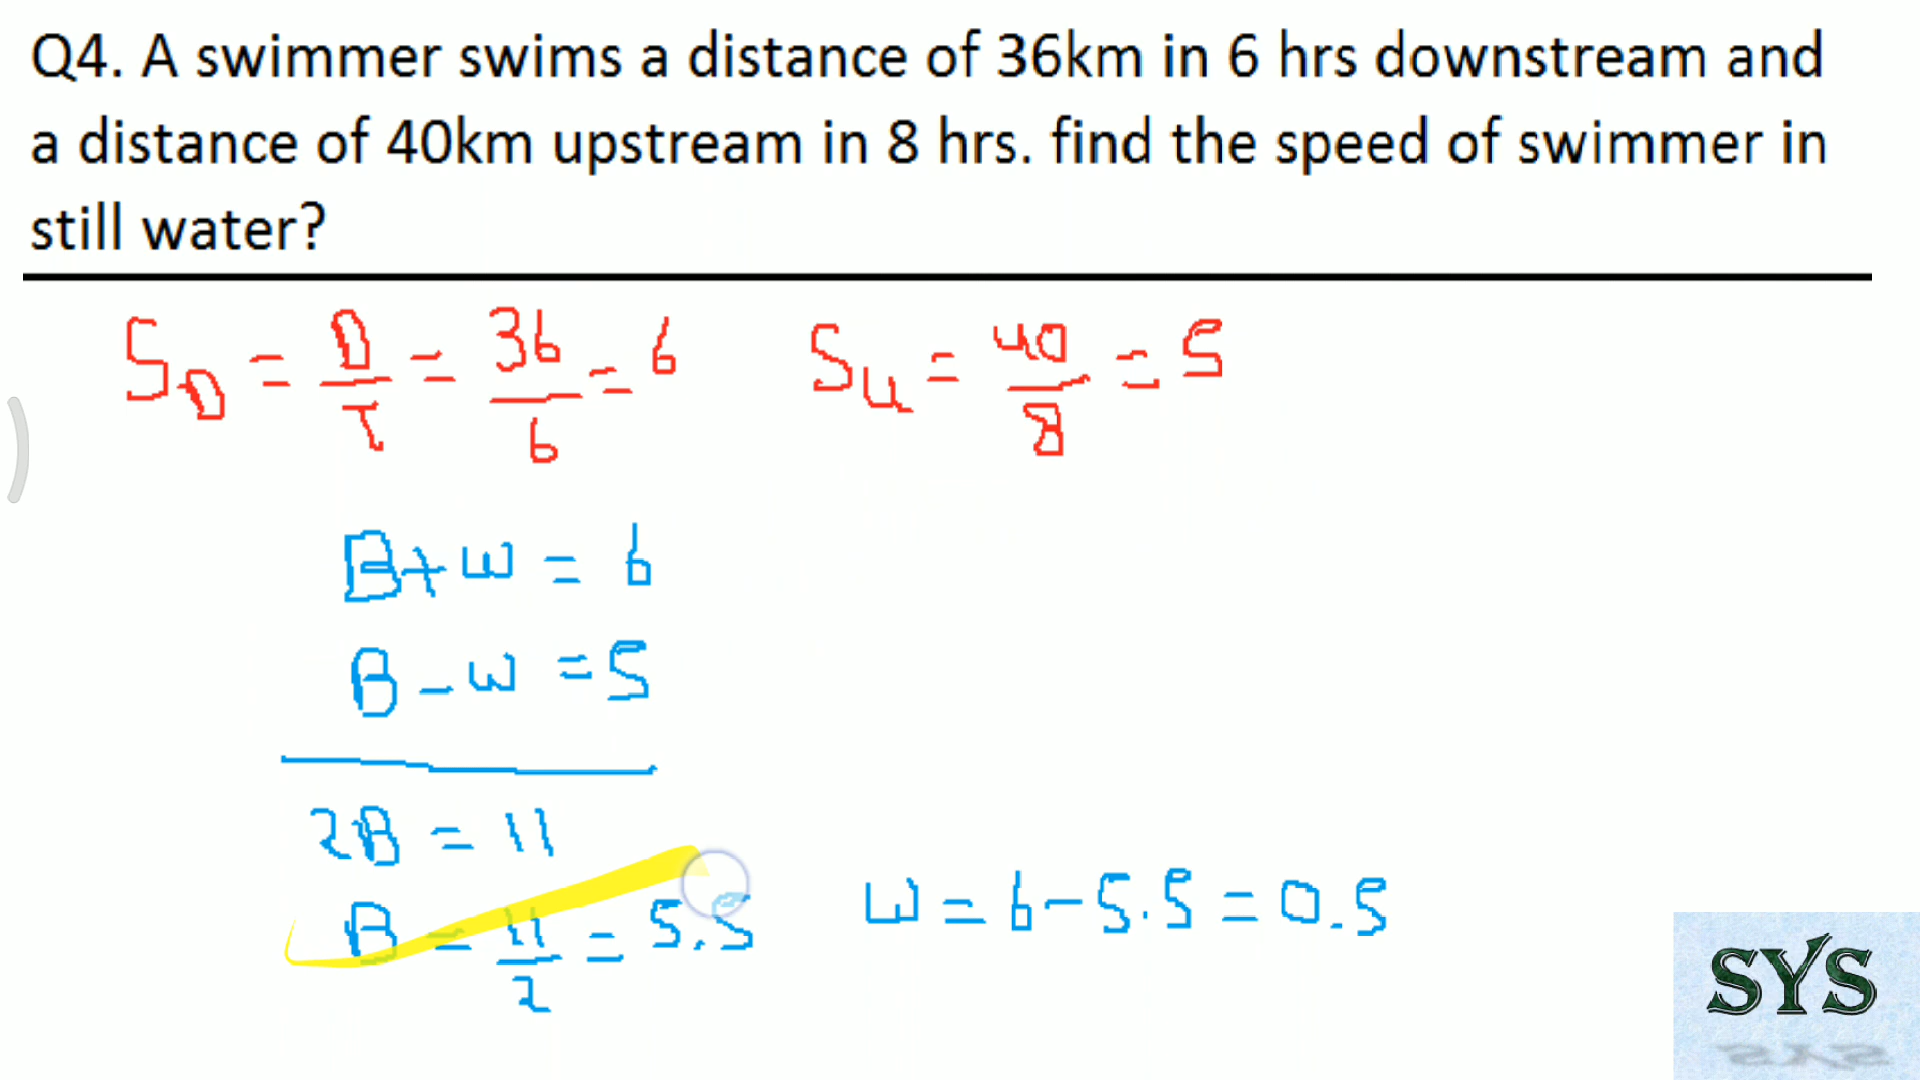 Q4. A swimmer swims a distance of 36km in 6 hrs downstream and
a distance of 40km upstream in 8 hrs. find the speed of swimmer in
still water?
S_D = D/T = 36/6 = 6
S_u = 40/8 = 5
B+w = 6
B-w = 5
2B = 11
B = 11/2 = 5.5
w = 6-5.5 = 0.5
SYS